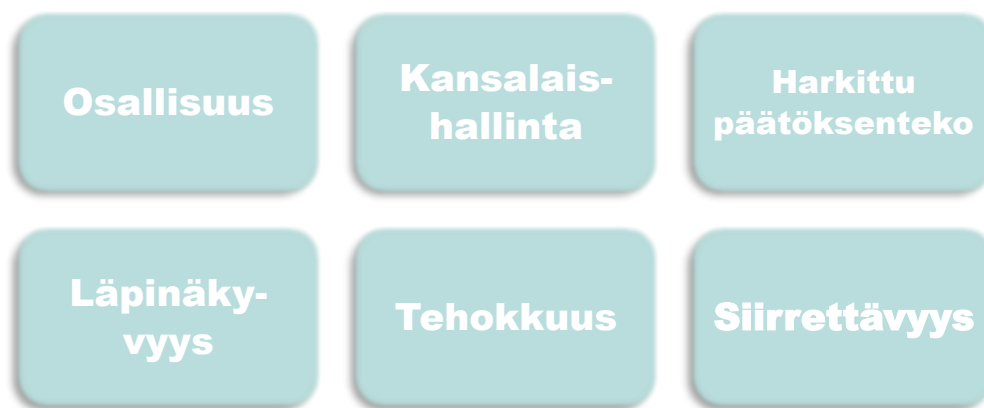 Osallisuus
Kansalais-
hallinta
Harkittu
päätöksenteko
Läpinäky-
vyys
Tehokkuus
Siirrettävyys